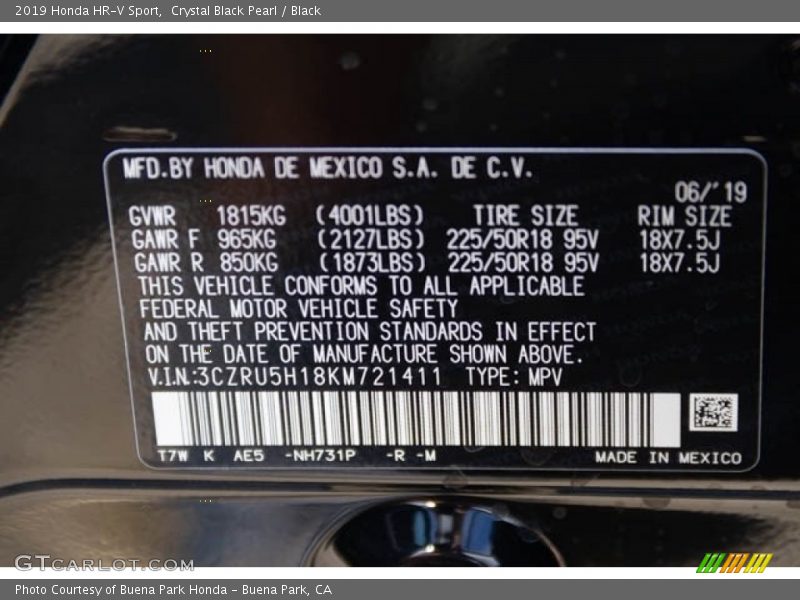 2019 Honda HR-V Sport,  Crystal Black Pearl / Black
MFD.BY HONDA DE MEXICO S.A. DE C.V.
06/'19
GVWR 1815KG (4001LBS) TIRE SIZE RIM SIZE
GAWR F 965KG (2127LBS) 225/50R18 95V 18X7.5J
GAWR R 850KG (1873LBS) 225/50R18 95V 18X7.5J
THIS VEHICLE CONFORMS TO ALL APPLICABLE
FEDERAL MOTOR VEHICLE SAFETY
AND THEFT PREVENTION STANDARDS IN EFFECT
ON THE DATE OF MANUFACTURE SHOWN ABOVE.
V.I.N.:3CZRU5H18KM721411 TYPE: MPV
T7W K AE5 -NH731P -R -M MADE IN MEXICO
GTCARLOT.COM
Photo Courtesy of Buena Park Honda - Buena Park, CA